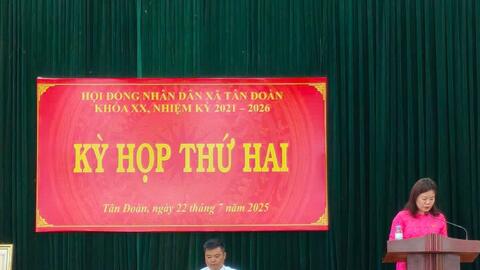 HỘI ĐỒNG NHÂN DÂN XÃ TÂN ĐOÀN
KHÓA XX, NHIỆM KỲ 2021 – 2026
KỲ HỌP THỨ HAI
Tân Đoàn, ngày 22 tháng 7 năm 2025